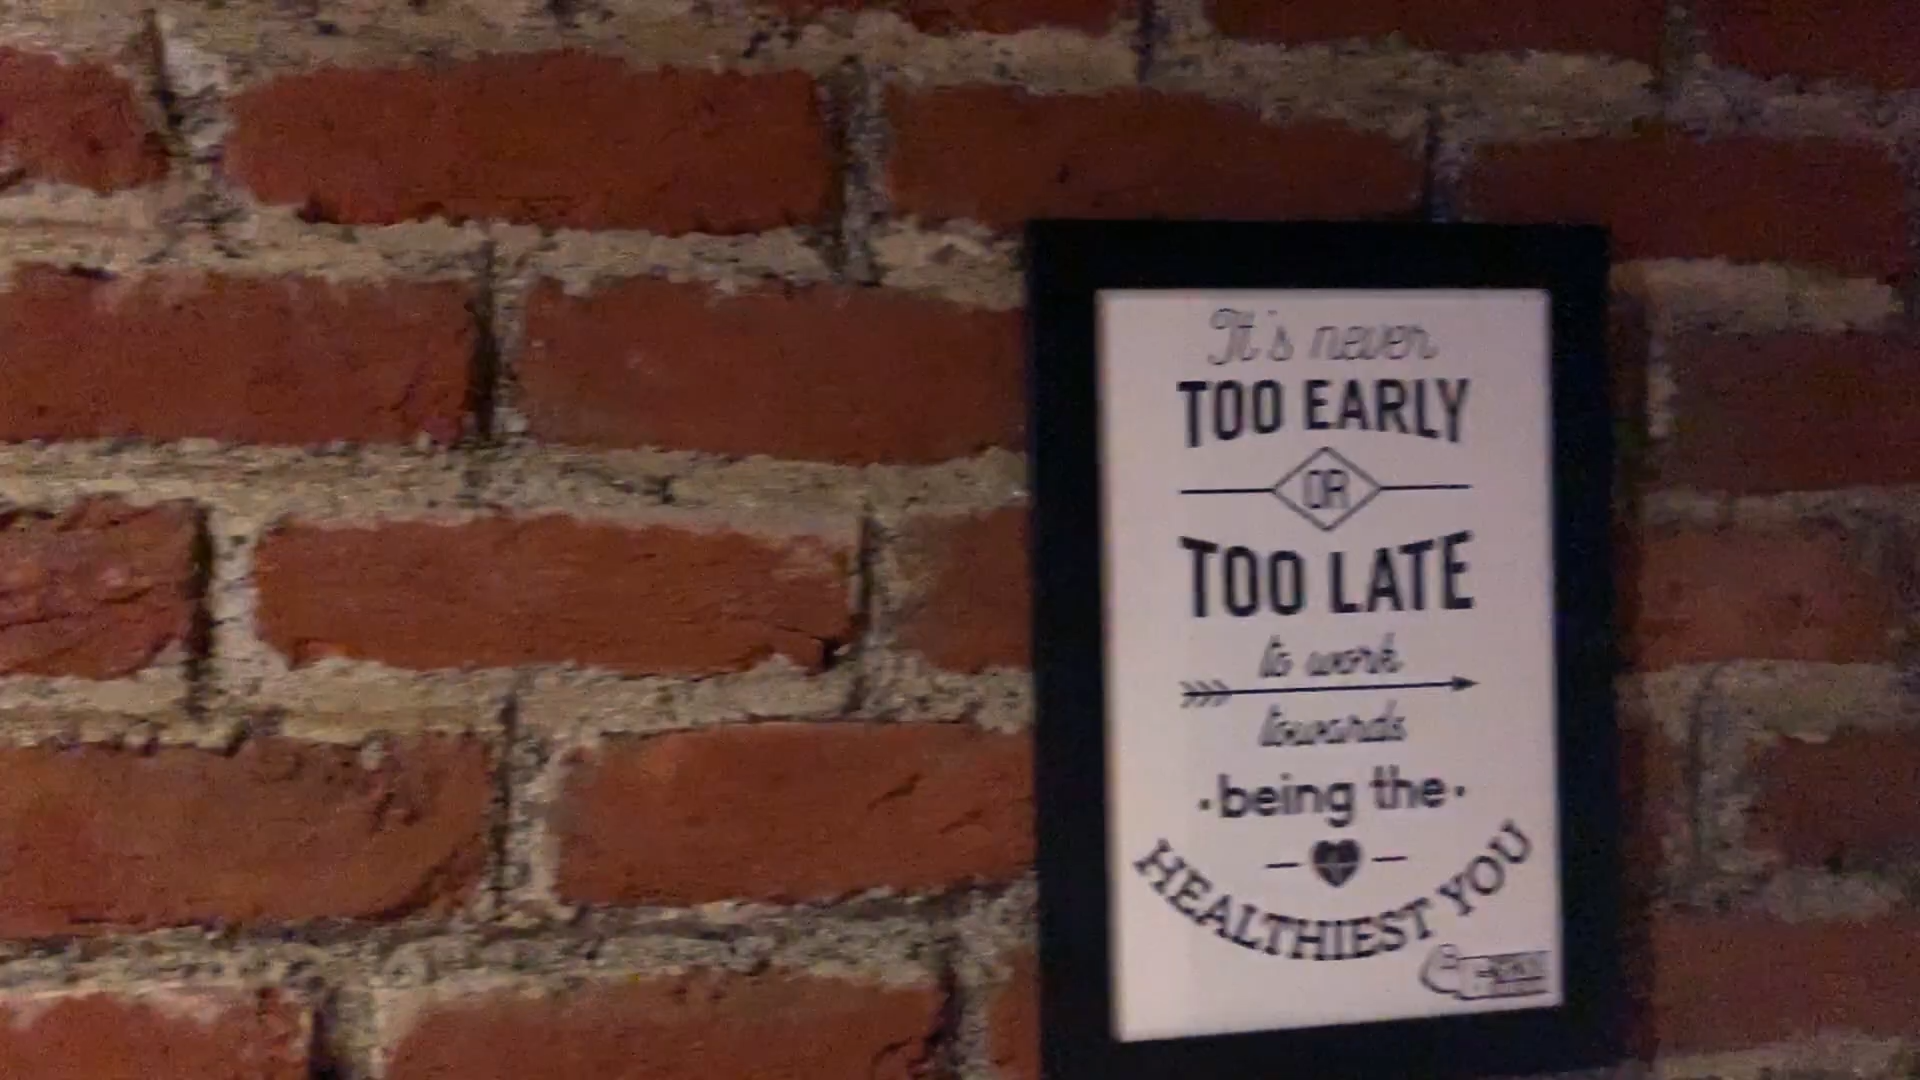 It's never
TOO EARLY
OR
TOO LATE
to work
towards
being the
HEALTHIEST YOU